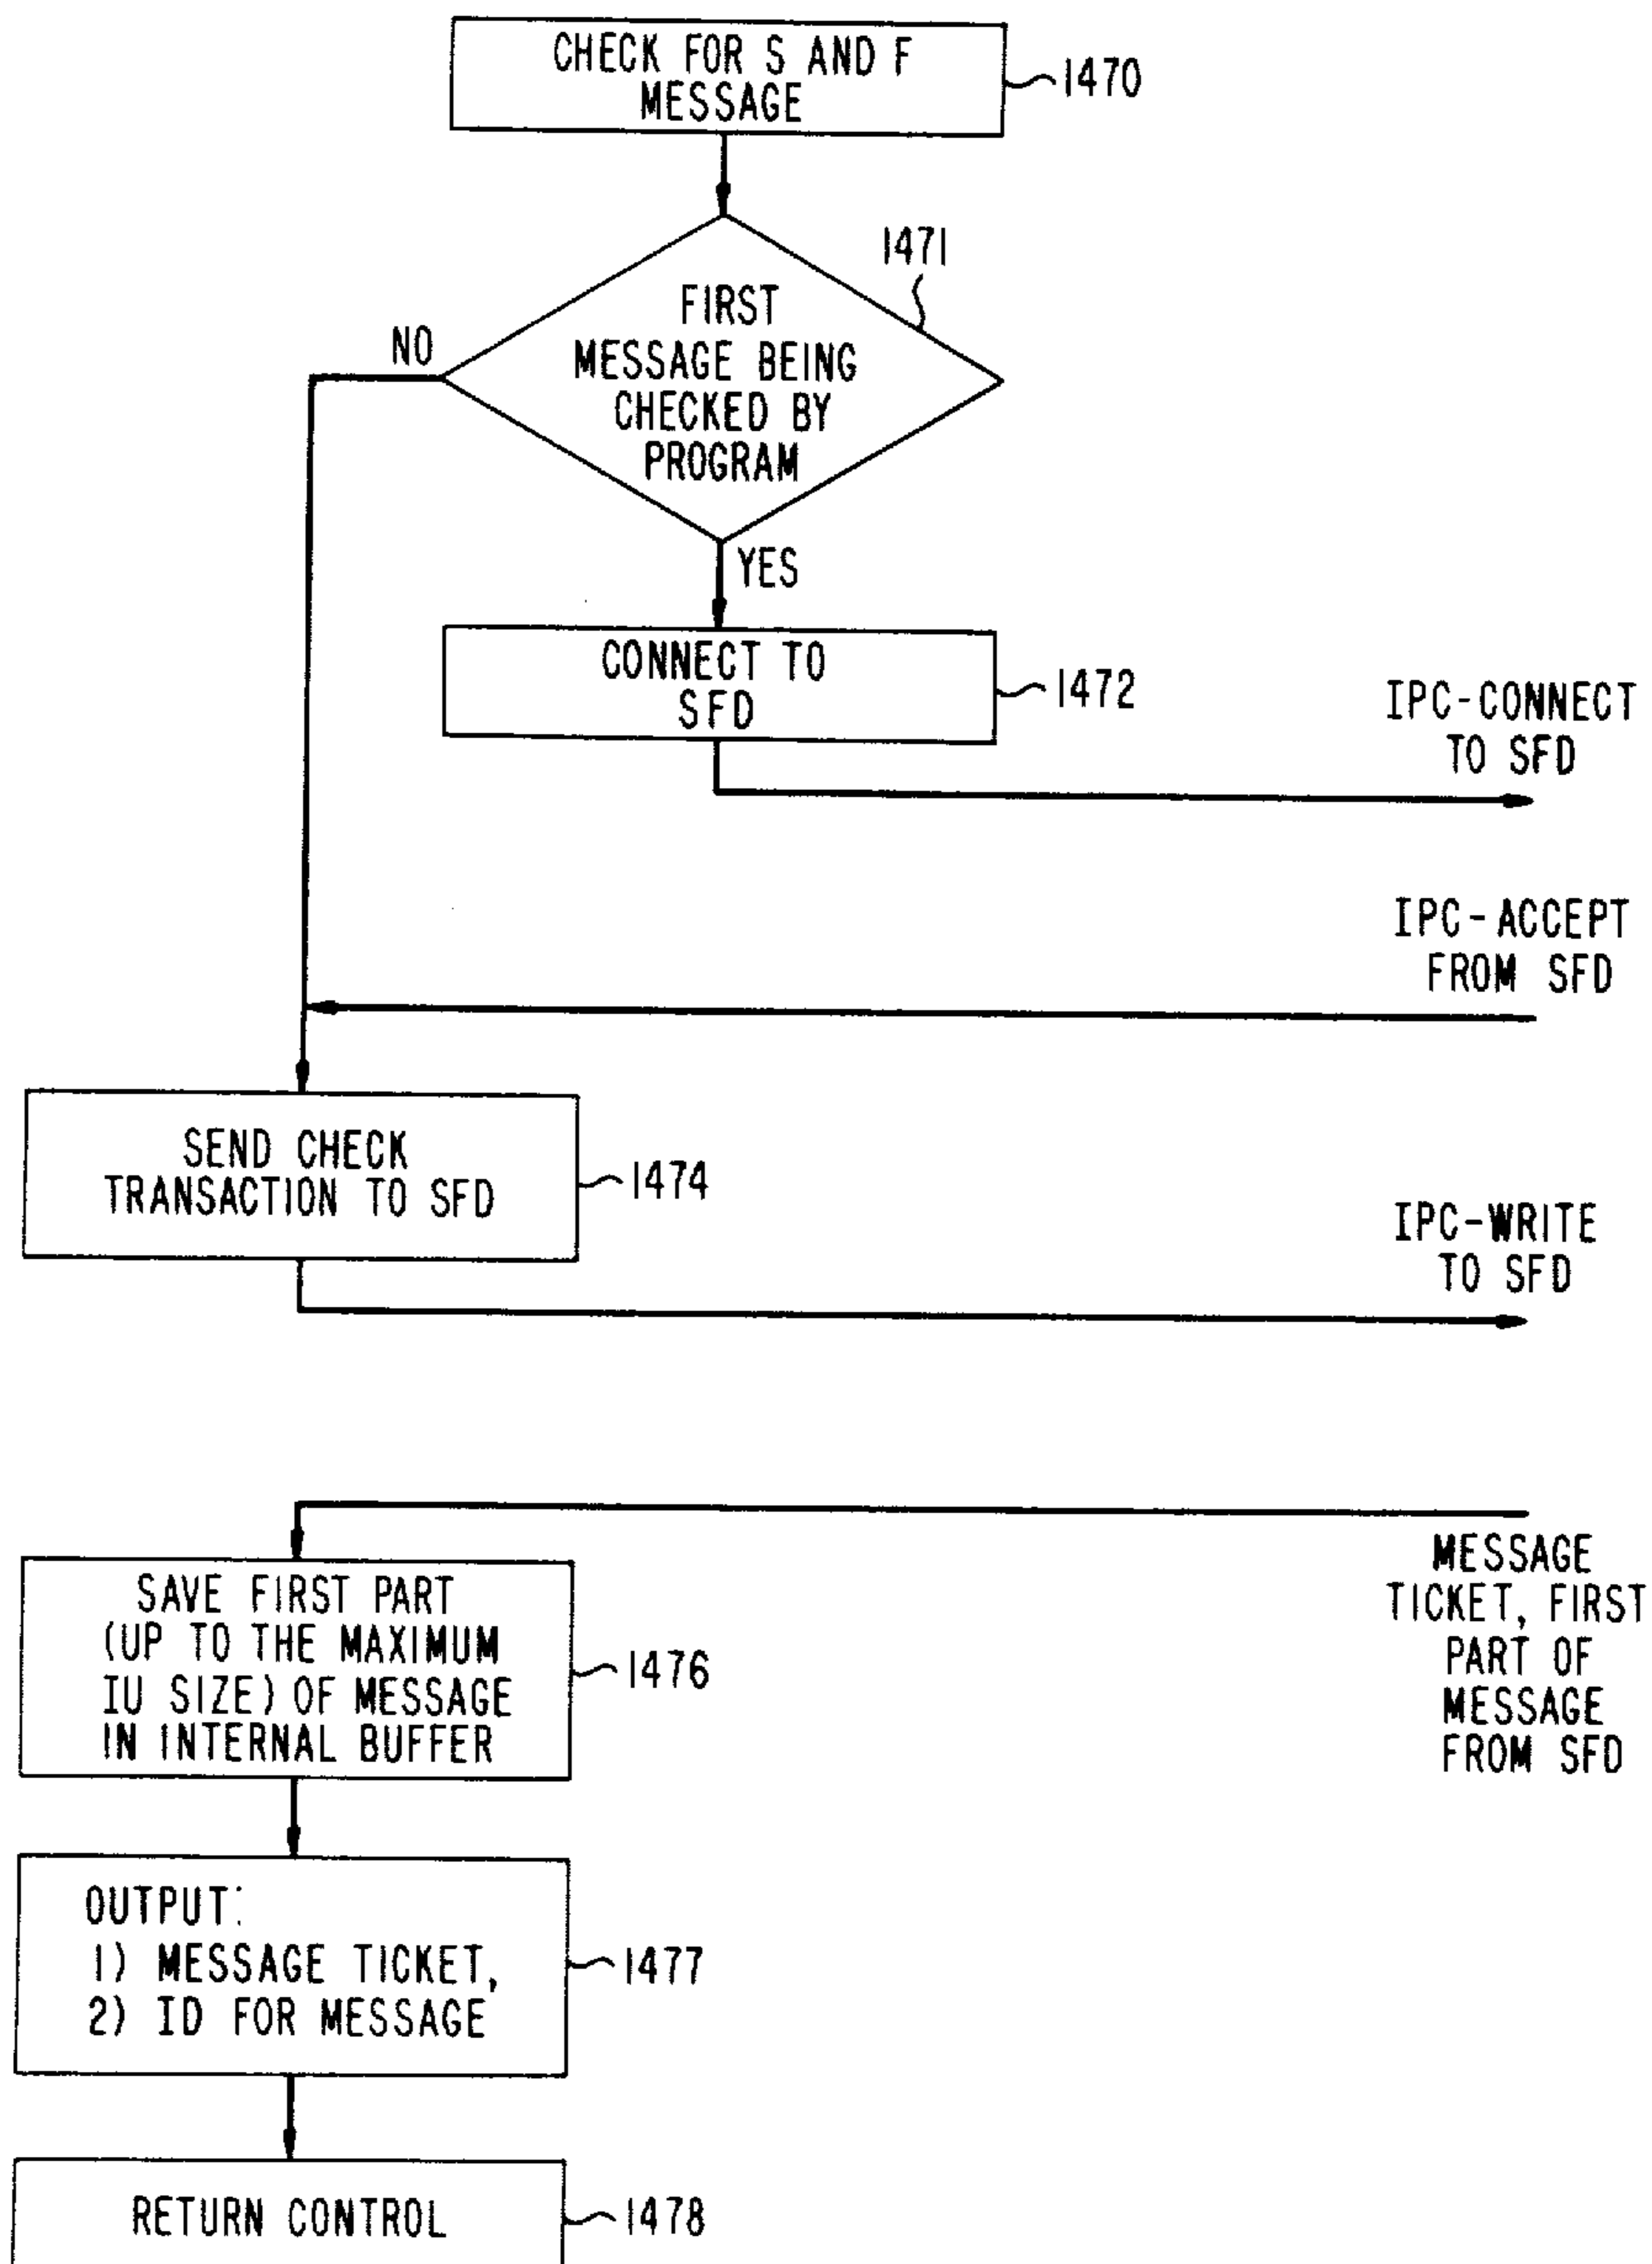 CHECK FOR S AND F
MESSAGE
1470
1471
FIRST
MESSAGE BEING
CHECKED BY
PROGRAM
NO
YES
CONNECT TO
SFD
1472
IPC-CONNECT
TO SFD
IPC-ACCEPT
FROM SFD
SEND CHECK
TRANSACTION TO SFD
1474
IPC-WRITE
TO SFD
MESSAGE
TICKET, FIRST
PART OF
MESSAGE
FROM SFD
SAVE FIRST PART
(UP TO THE MAXIMUM
IU SIZE) OF MESSAGE
IN INTERNAL BUFFER
1476
OUTPUT:
1) MESSAGE TICKET,
2) ID FOR MESSAGE
1477
RETURN CONTROL
1478